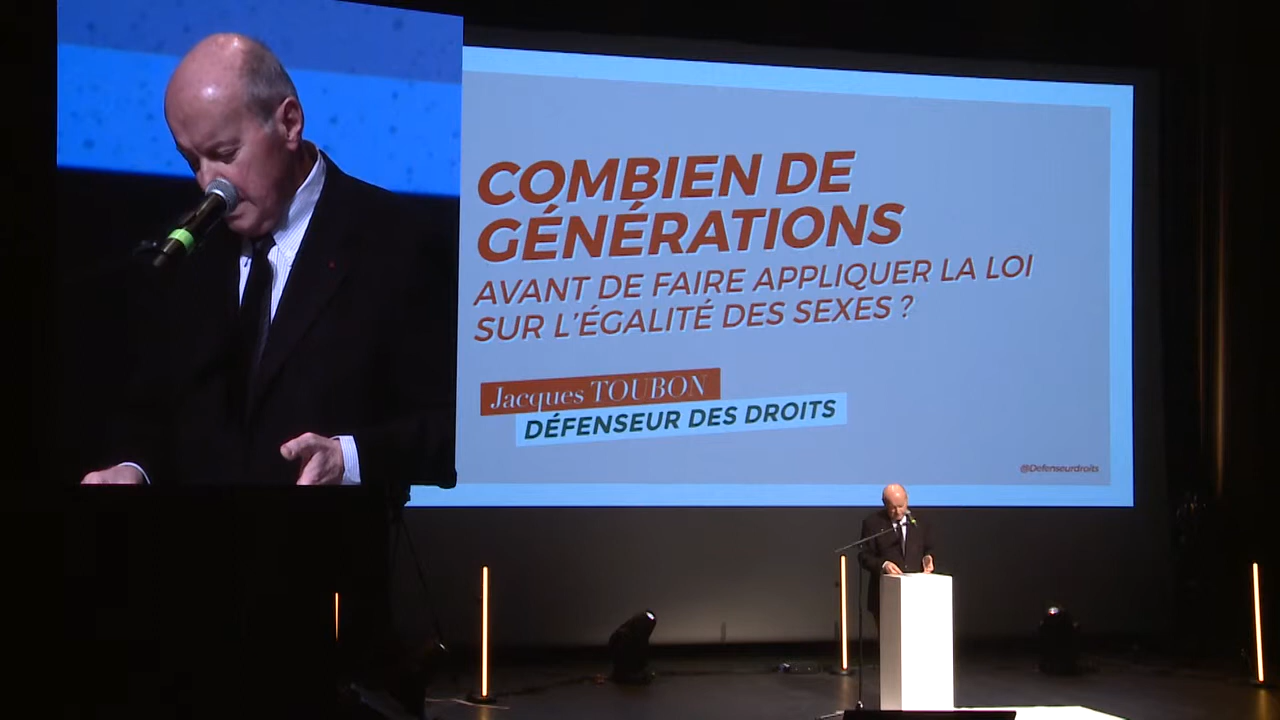 COMBIEN DE
GÉNÉRATIONS
AVANT DE FAIRE APPLIQUER LA LOI
SUR L'ÉGALITÉ DES SEXES ?
Jacques TOUBON
DÉFENSEUR DES DROITS
@Defenseurdroits